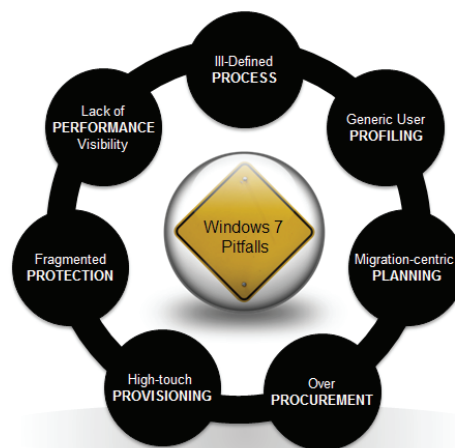 Ill-Defined
PROCESS
Generic User
PROFILING
Migration-centric
PLANNING
Over
PROCUREMENT
High-touch
PROVISIONING
Fragmented
PROTECTION
Lack of
PERFORMANCE
Visibility
Windows 7
Pitfalls